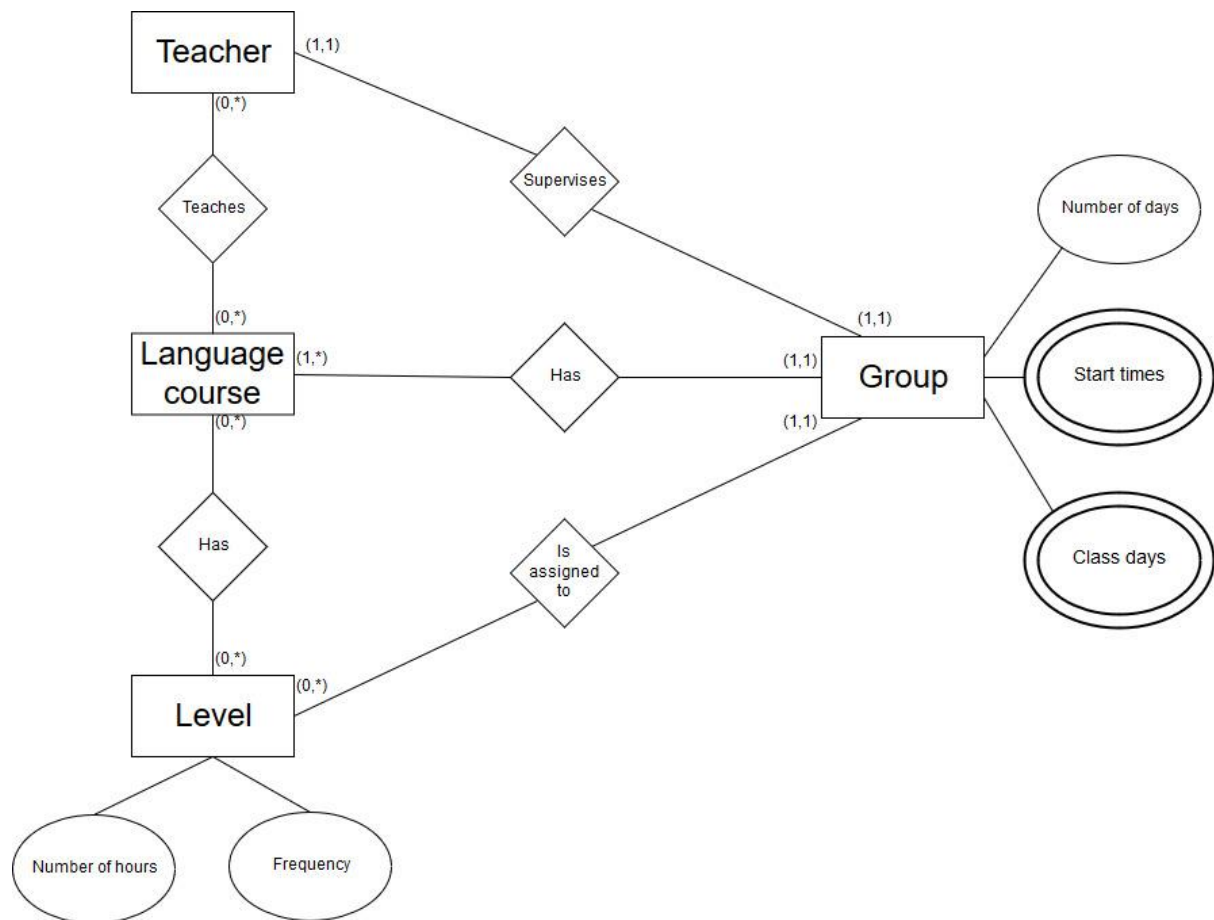 Teacher
(1,1)
(0,*)
Supervises
Teaches
Number of days
(0,*)
(1,1)
Language
course
(1,*)
Has
(1,1)
Group
Start times
(0,*)
(1,1)
Has
Is
assigned
to
Class days
(0,*)
(0,*)
Level
Number of hours
Frequency